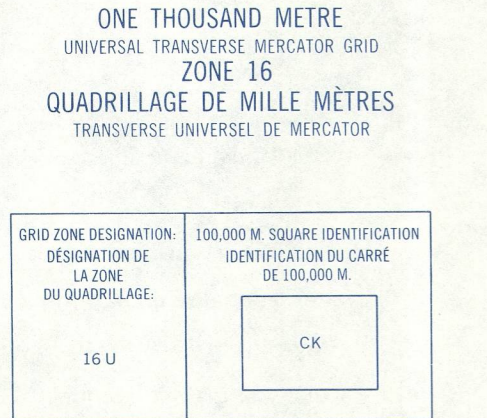 ONE THOUSAND METRE
UNIVERSAL TRANSVERSE MERCATOR GRID
ZONE 16
QUADRILLAGE DE MILLE MÈTRES
TRANSVERSE UNIVERSEL DE MERCATOR
GRID ZONE DESIGNATION:
DÉSIGNATION DE
LA ZONE
DU QUADRILLAGE:
16 U
100,000 M. SQUARE IDENTIFICATION
IDENTIFICATION DU CARRÉ
DE 100,000 M.
CK